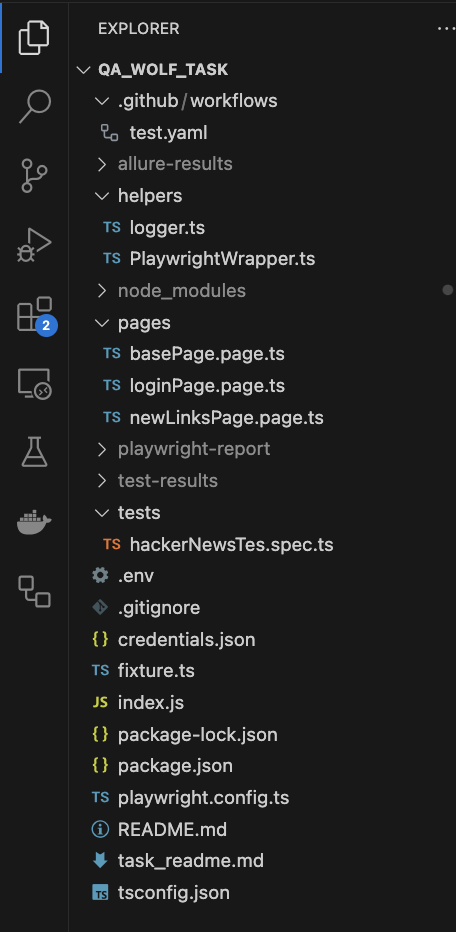 EXPLORER
QA_WOLF_TASK
.github/workflows
test.yaml
allure-results
helpers
TS logger.ts
TS PlaywrightWrapper.ts
node_modules
2
pages
TS basePage.page.ts
TS loginPage.page.ts
TS newLinksPage.page.ts
playwright-report
test-results
tests
TS hackerNewsTes.spec.ts
.env
.gitignore
{} credentials.json
TS fixture.ts
JS index.js
{} package-lock.json
{} package.json
TS playwright.config.ts
README.md
task_readme.md
TS tsconfig.json